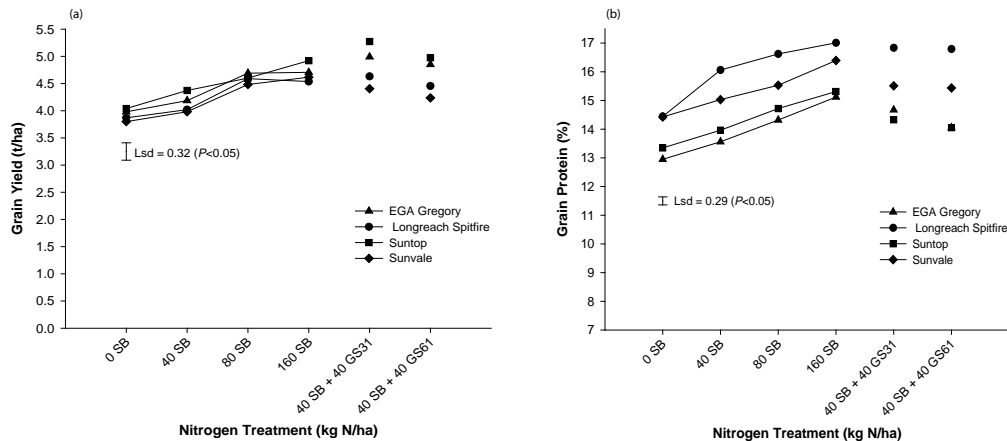 (a)
Grain Yield (t/ha)
5.5
5.0
4.5
4.0
3.5
3.0
2.5
2.0
1.5
1.0
0.5
0.0
Lsd = 0.32 (P<0.05)
EGA Gregory
Longreach Spitfire
Suntop
Sunvale
0 SB
40 SB
80 SB
160 SB
40 SB + 40 GS31
40 SB + 40 GS61
Nitrogen Treatment (kg N/ha)
(b)
Grain Protein (%)
17
16
15
14
13
12
11
10
9
8
7
Lsd = 0.29 (P<0.05)
EGA Gregory
Longreach Spitfire
Suntop
Sunvale
0 SB
40 SB
80 SB
160 SB
40 SB + 40 GS31
40 SB + 40 GS61
Nitrogen Treatment (kg N/ha)